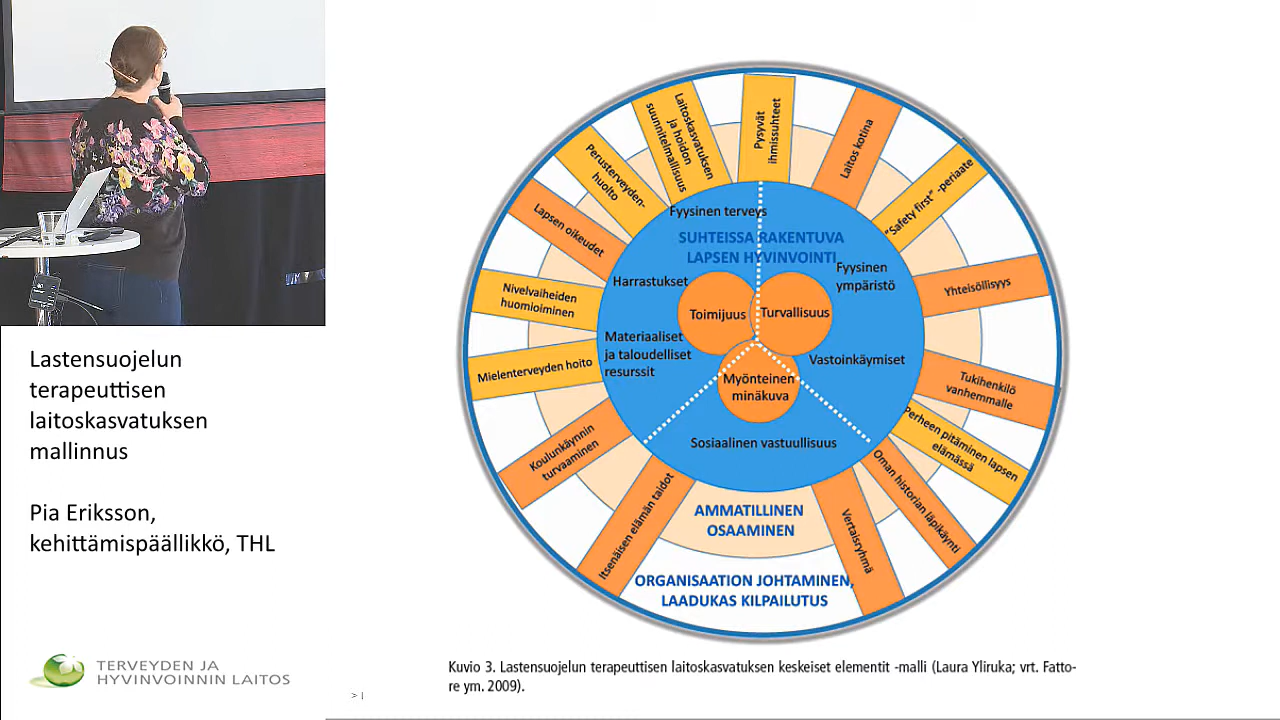 Lastensuojelun
terapeuttisen
laitoskasvatuksen
mallinnus
Pia Eriksson,
kehittämispäällikkö, THL
TERVEYDEN JA
HYVINVOINNIN LAITOS
Laitoskasvatuksen
ja hoidon
suunnitelmallisuus
Pysyvät
ihmissuhteet
Laitos kotina
"Safety first" -periaate
Yhteisöllisyys
Tukihenkilö
vanhemmalle
Perheen pitäminen lapsen
elämässä
Oman historian läpikäynti
Vertaisryhmä
Itsenäisen elämän taidot
Koulunkäynnin
turvaaminen
Mielenterveyden hoito
Nivelvaiheiden
huomioiminen
Lapsen oikeudet
Perusterveyden-
huolto
Fyysinen terveys
SUHTEISSA RAKENTUVA
LAPSEN HYVINVOINTI
Harrastukset
Fyysinen
ympäristö
Toimijuus
Turvallisuus
Materiaaliset
ja taloudelliset
resurssit
Vastoinkäymiset
Myönteinen
minäkuva
Sosiaalinen vastuullisuus
AMMATILLINEN
OSAAMINEN
ORGANISAATION JOHTAMINEN,
LAADUKAS KILPAILUTUS
Kuvio 3. Lastensuojelun terapeuttisen laitoskasvatuksen keskeiset elementit -malli (Laura Yliruka; vrt. Fatto-
re ym. 2009).
> |